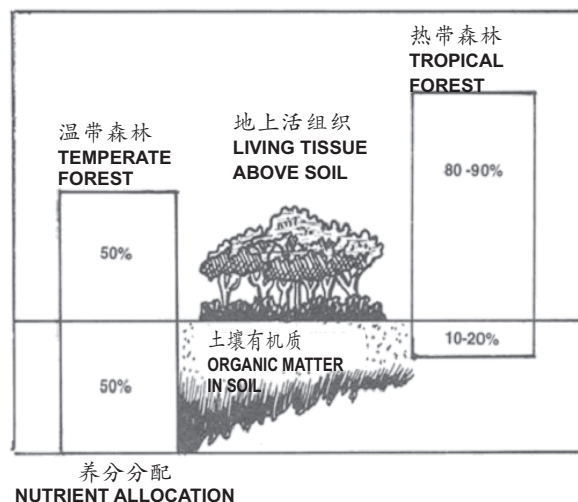 热带森林
TROPICAL
FOREST
温带森林
TEMPERATE
FOREST
地上活组织
LIVING TISSUE
ABOVE SOIL
80 -90%
50%
土壤有机质
ORGANIC MATTER
IN SOIL
10-20%
50%
养分分配
NUTRIENT ALLOCATION